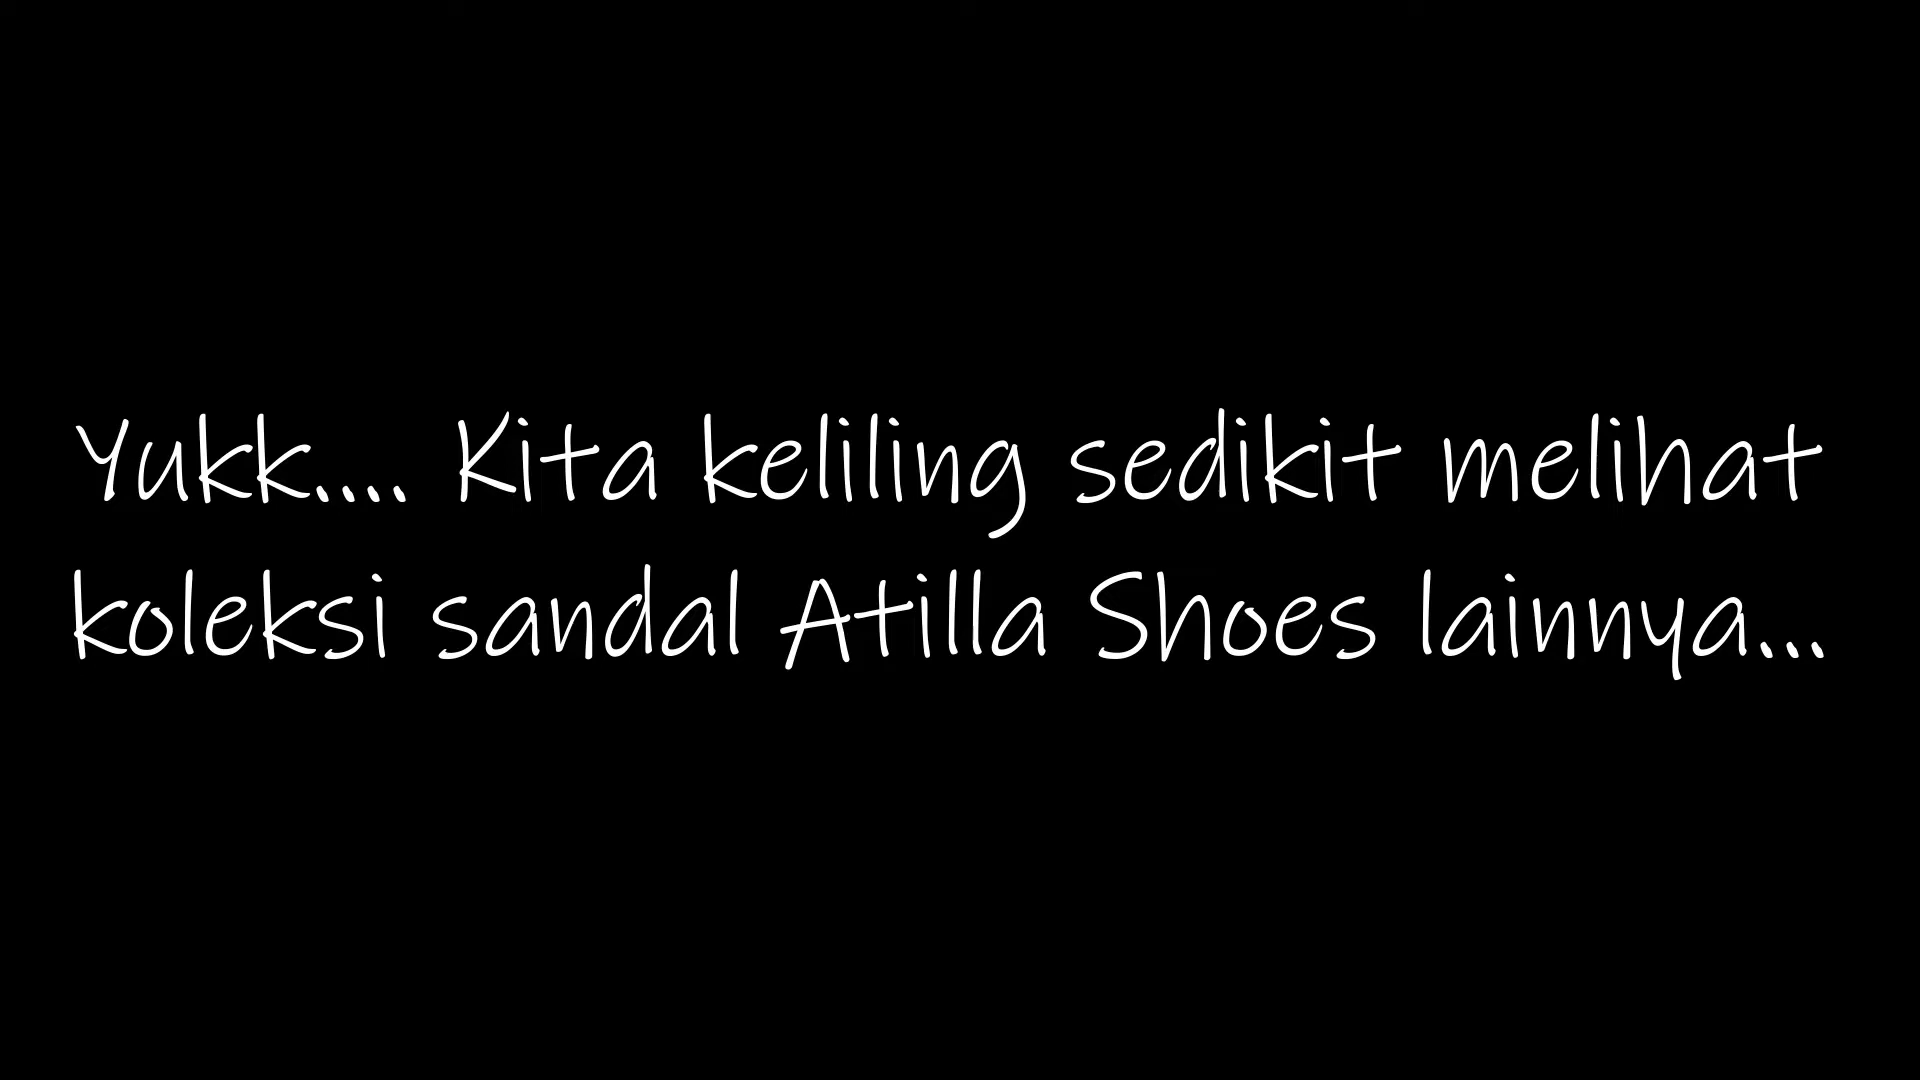 Yukk.... Kita keliling sedikit melihat
koleksi sandal Atilla Shoes lainnya...